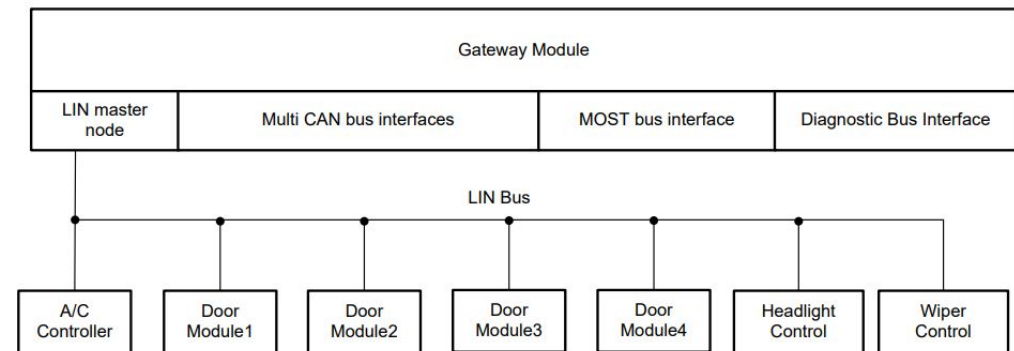 Gateway Module
LIN master
node
Multi CAN bus interfaces
MOST bus interface
Diagnostic Bus Interface
LIN Bus
A/C
Controller
Door
Module1
Door
Module2
Door
Module3
Door
Module4
Headlight
Control
Wiper
Control